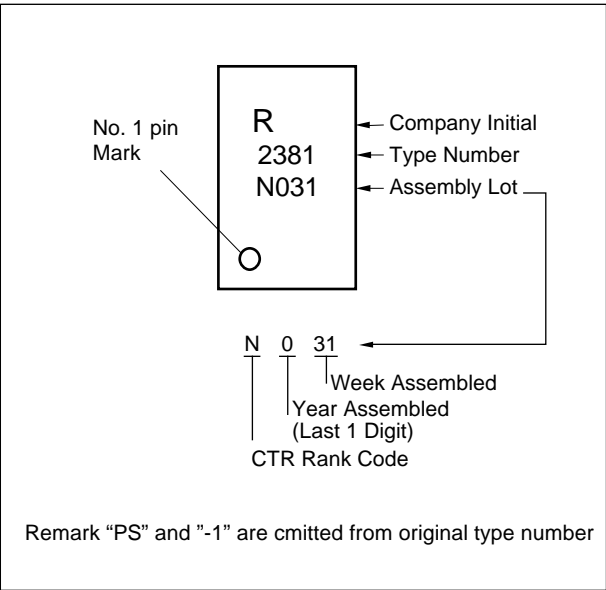 No. 1 pin
Mark
R
2381
N031
Company Initial
Type Number
Assembly Lot
N 0 31
Week Assembled
Year Assembled
(Last 1 Digit)
CTR Rank Code
Remark “PS” and ”-1” are cmitted from original type number